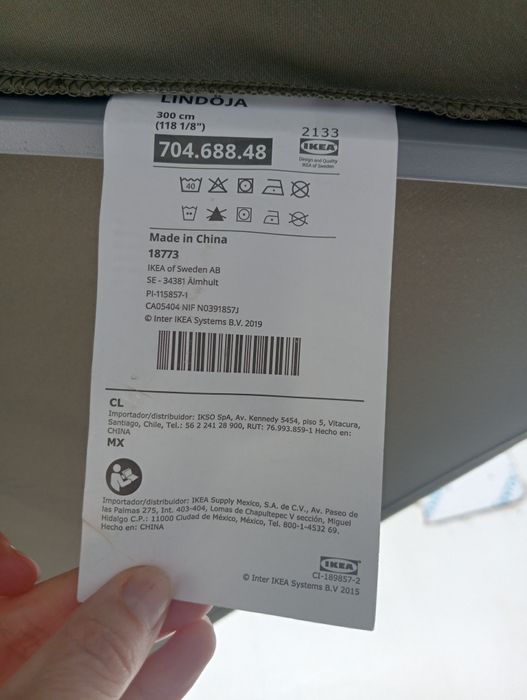 LINDÖJA
300 cm
(118 1/8")
704.688.48
2133
IKEA
Design and Quality
IKEA of Sweden
40
Made in China
18773
IKEA of Sweden AB
SE - 34381 Älmhult
PI-115857-1
CA05404 NIF N0391857J
© Inter IKEA Systems B.V. 2019
CL
Importador/distribuidor: IKSO SpA, Av. Kennedy 5454, piso 5, Vitacura,
Santiago, Chile, Tel.: 56 2 241 28 900, RUT: 76.993.859-1 Hecho en:
CHINA
MX
Importador/distribuidor: IKEA Supply Mexico, S.A. de C.V., Av. Paseo de
las Palmas 275, Int. 403-404, Lomas de Chapultepec V sección, Miguel
Hidalgo C.P.: 11000 Ciudad de México, México, Tel. 800-1-4532 69.
Hecho en: CHINA
IKEA
CI-189857-2
© Inter IKEA Systems B.V 2015